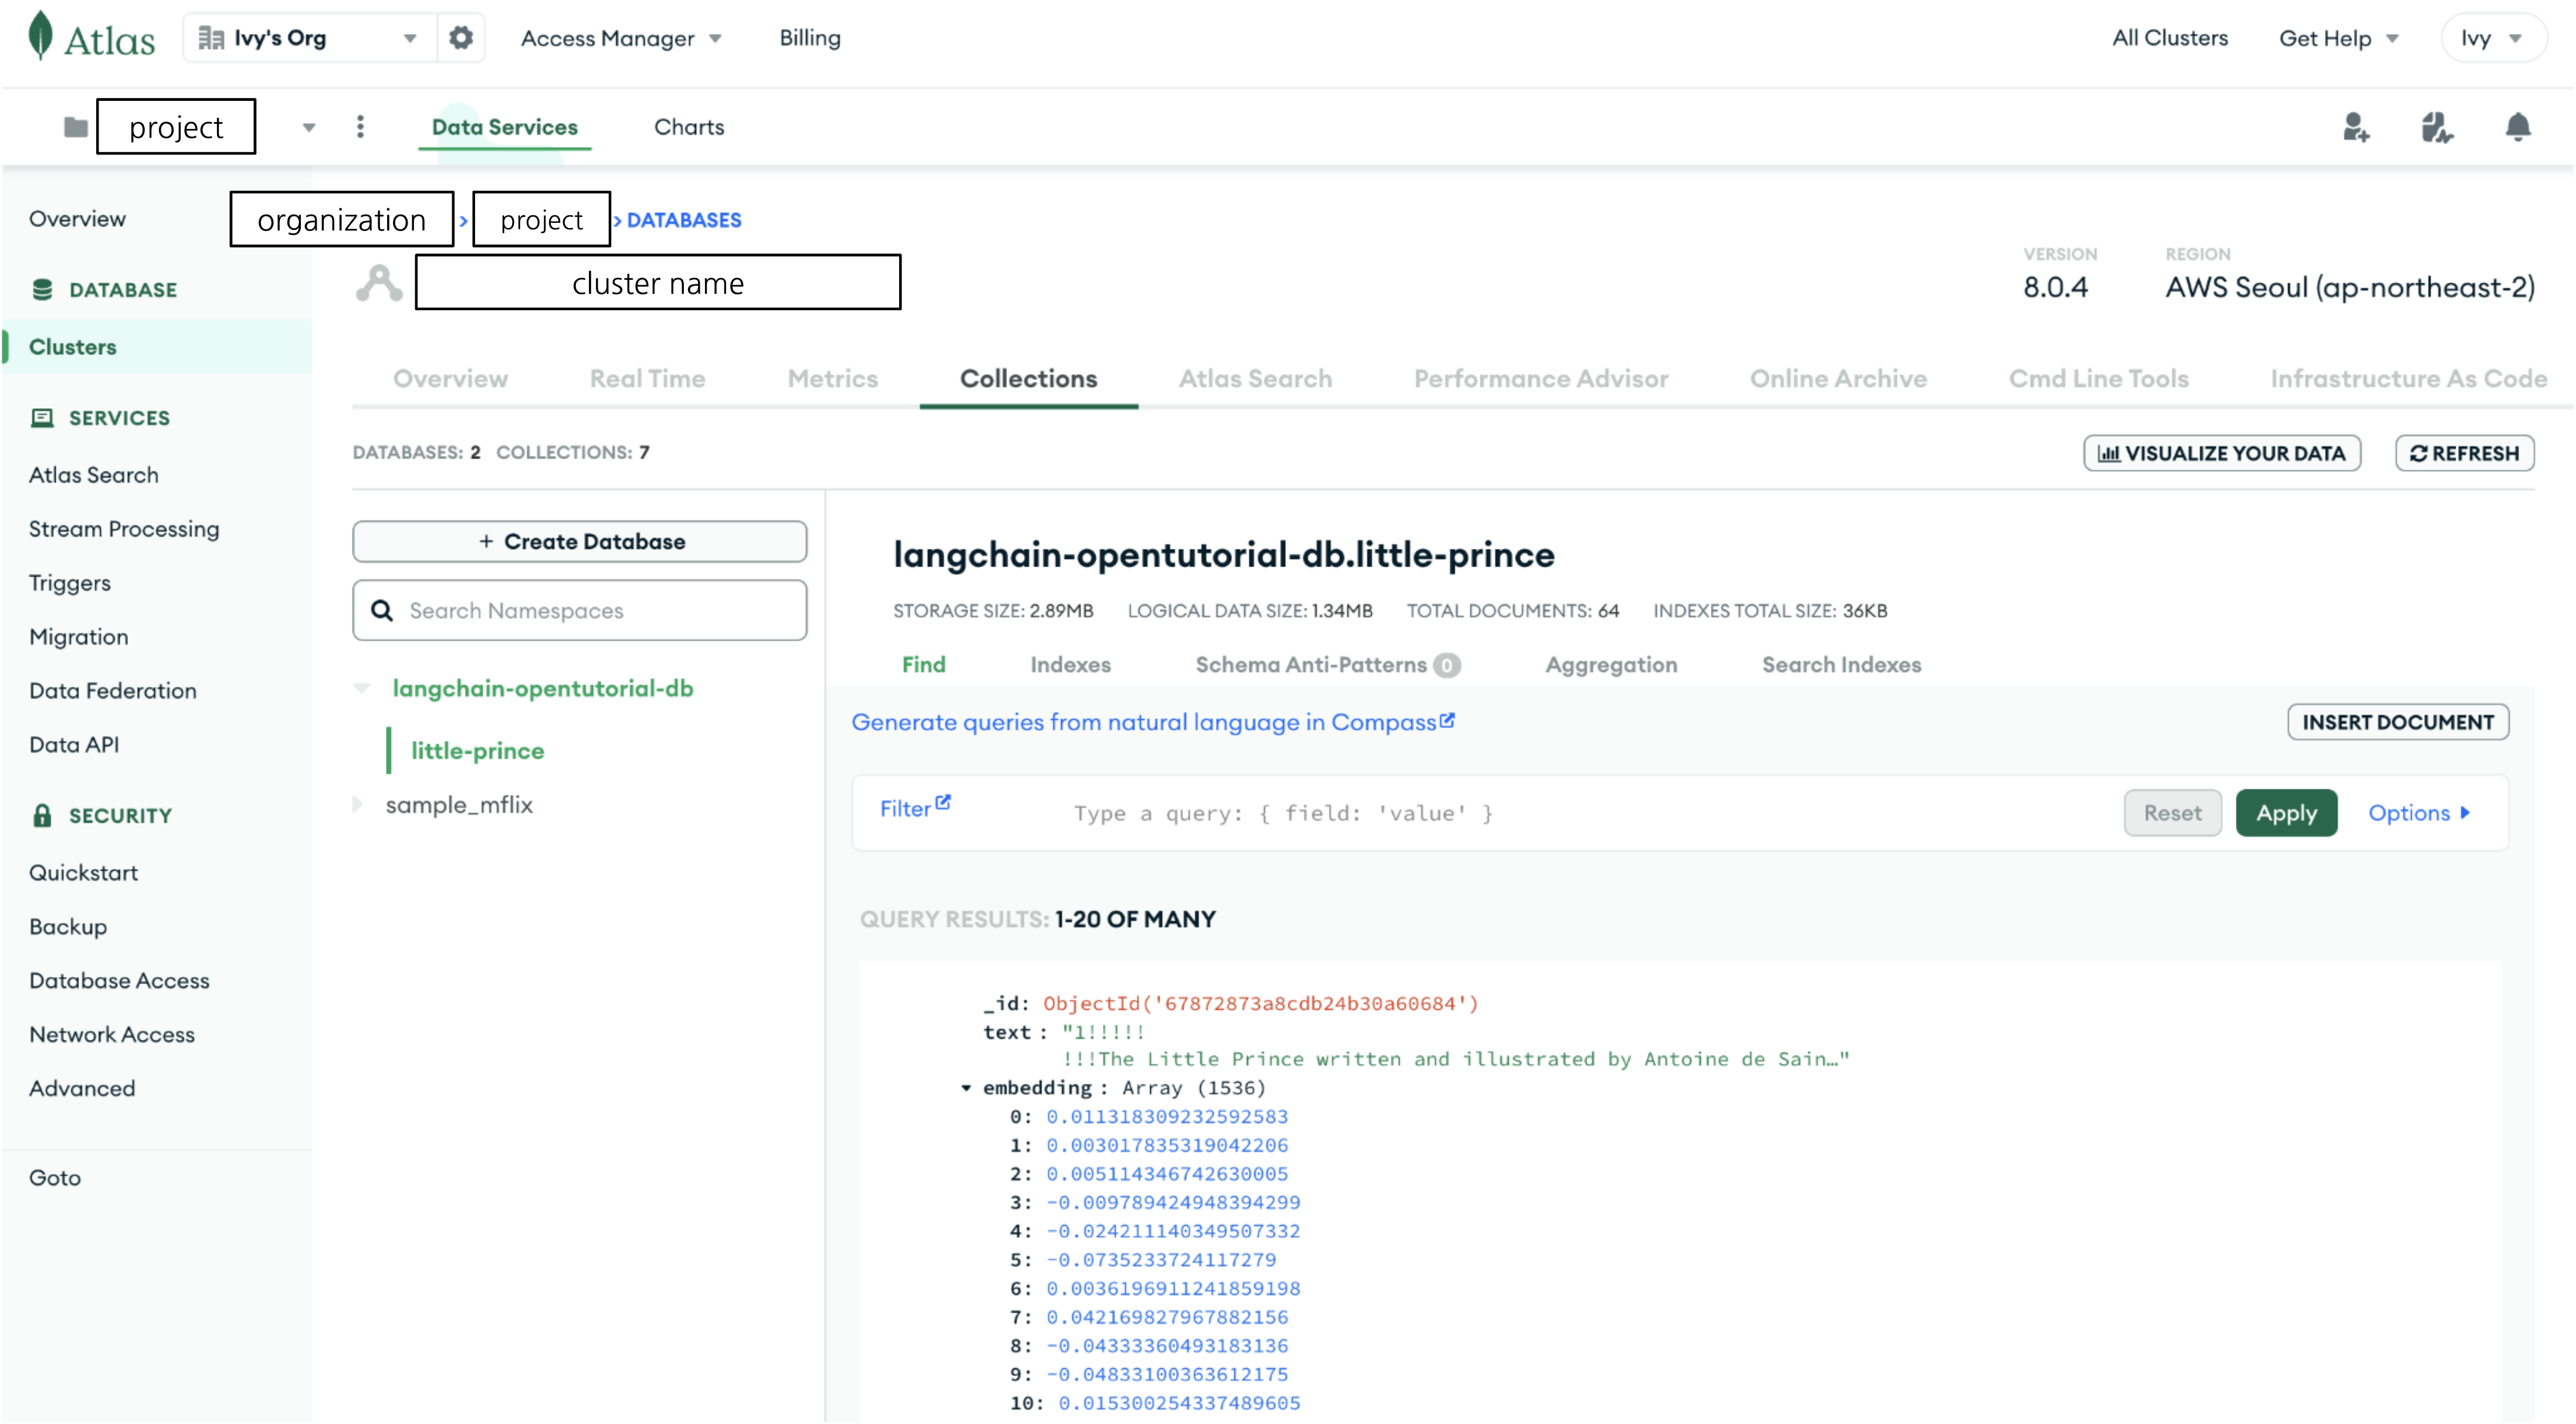 Atlas
Ivy's Org
Access Manager
Billing
All Clusters
Get Help
Ivy
project
Data Services
Charts
Overview
DATABASE
Clusters
SERVICES
Atlas Search
Stream Processing
Triggers
Migration
Data Federation
Data API
SECURITY
Quickstart
Backup
Database Access
Network Access
Advanced
Goto
organization > project > DATABASES
cluster name
VERSION
8.0.4
REGION
AWS Seoul (ap-northeast-2)
Overview
Real Time
Metrics
Collections
Atlas Search
Performance Advisor
Online Archive
Cmd Line Tools
Infrastructure As Code
DATABASES: 2 COLLECTIONS: 7
VISUALIZE YOUR DATA
REFRESH
+ Create Database
Search Namespaces
langchain-opentutorial-db
little-prince
sample_mflix
langchain-opentutorial-db.little-prince
STORAGE SIZE: 2.89MB LOGICAL DATA SIZE: 1.34MB TOTAL DOCUMENTS: 64 INDEXES TOTAL SIZE: 36KB
Find
Indexes
Schema Anti-Patterns 0
Aggregation
Search Indexes
Generate queries from natural language in Compass
INSERT DOCUMENT
Filter
Type a query: { field: 'value' }
Reset
Apply
Options
QUERY RESULTS: 1-20 OF MANY
_id: ObjectId('67872873a8cdb24b30a60684')
text : "1!!!!!
!!!The Little Prince written and illustrated by Antoine de Sain…"
embedding : Array (1536)
0: 0.011318309232592583
1: 0.003017835319042206
2: 0.005114346742630005
3: -0.009789424948394299
4: -0.024211140349507332
5: -0.0735233724117279
6: 0.0036196911241859198
7: 0.042169827967882156
8: -0.04333360493183136
9: -0.04833100363612175
10: 0.015300254337489605